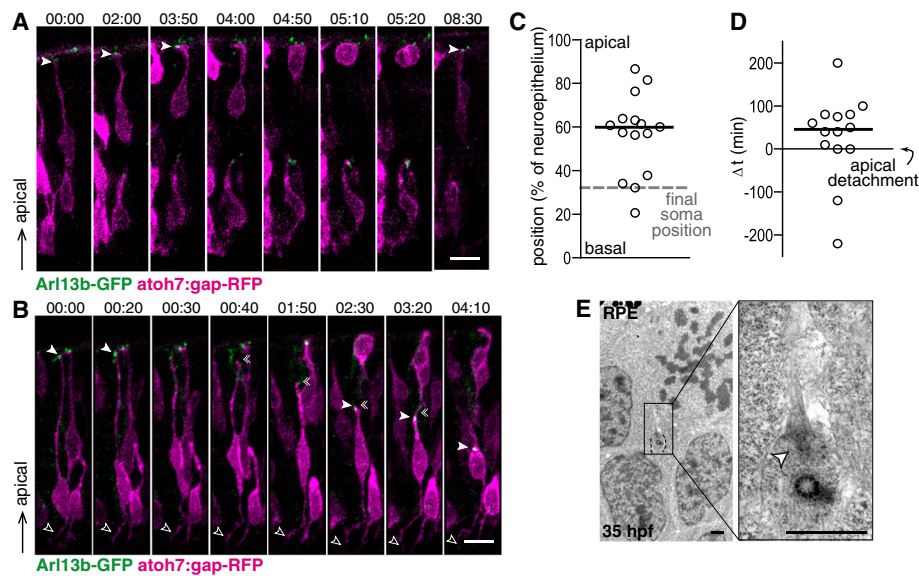 A
00:00 02:00 03:50 04:00 04:50 05:10 05:20 08:30
apical
Arl13b-GFP atoh7:gap-RFP
B
00:00 00:20 00:30 00:40 01:50 02:30 03:20 04:10
apical
Arl13b-GFP atoh7:gap-RFP
C
position (% of neuroepithelium)
100
80
60
40
20
0
apical
final
soma
position
basal
D
Δt (min)
200
100
0
-100
-200
apical
detachment
E
RPE
35 hpf